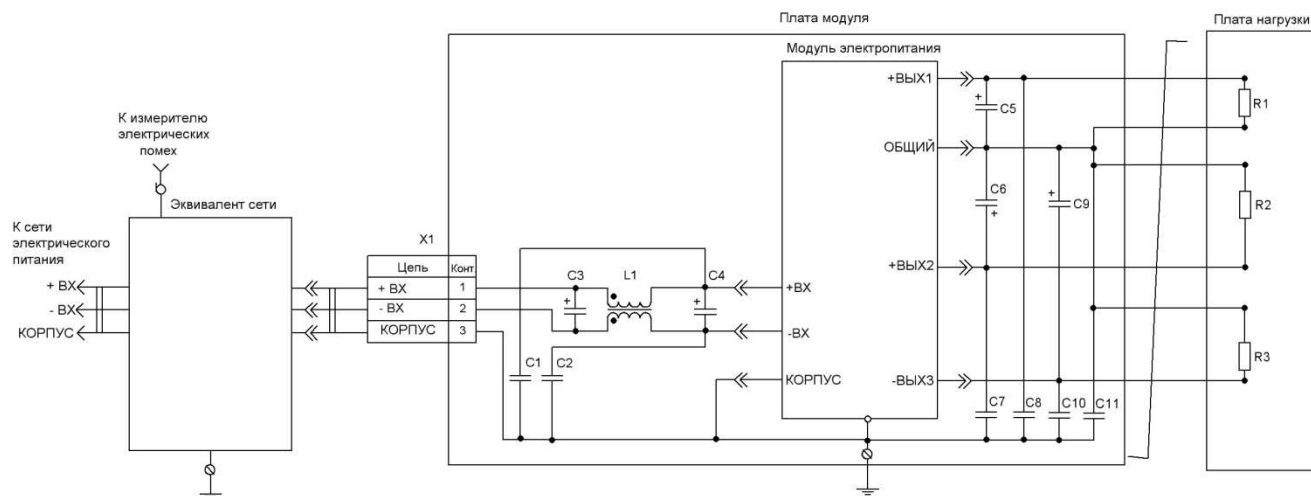 Плата модуля
Плата нагрузки
Модуль электропитания
К измерителю
электрических
помех
Эквивалент сети
К сети
электрического
питания
+ ВХ
- ВХ
КОРПУС
X1
Цепь
Конт.
+ ВХ
1
- ВХ
2
КОРПУС
3
C3
+
L1
C4
+
C1
C2
+ВХ
-ВХ
КОРПУС
+ВЫХ1
ОБЩИЙ
+ВЫХ2
-ВЫХ3
+
C5
C6
+
+
C9
C7
C8
C10
C11
R1
R2
R3